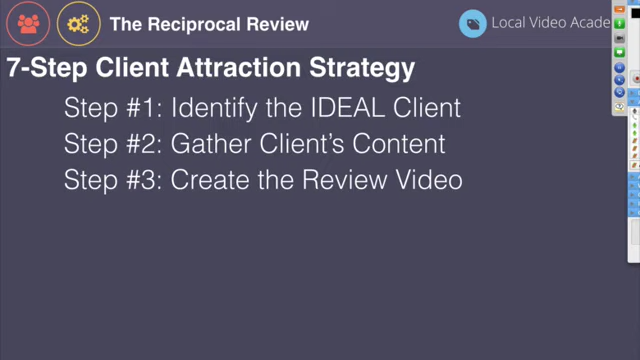 The Reciprocal Review
Local Video Acade
7-Step Client Attraction Strategy
Step #1: Identify the IDEAL Client
Step #2: Gather Client's Content
Step #3: Create the Review Video